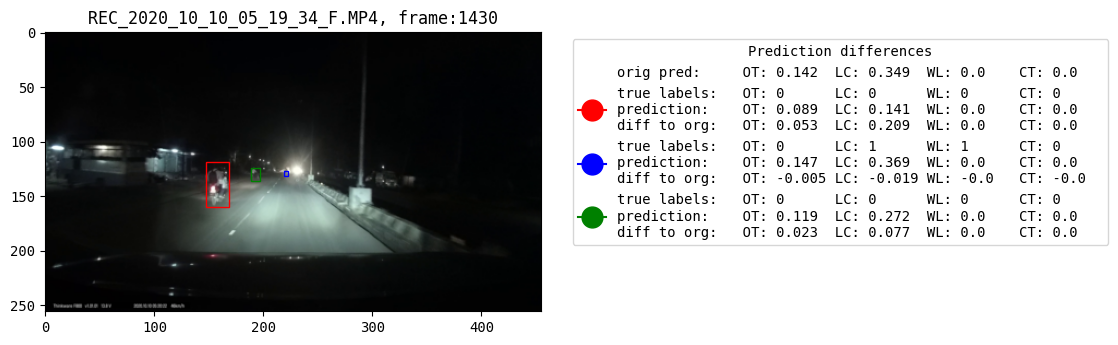 REC_2020_10_10_05_19_34_F.MP4, frame:1430
0
50
100
150
200
250
0 100 200 300 400
Prediction differences
orig pred: OT: 0.142 LC: 0.349 WL: 0.0 CT: 0.0
true labels: OT: 0 LC: 0 WL: 0 CT: 0
prediction: OT: 0.089 LC: 0.141 WL: 0.0 CT: 0.0
diff to org: OT: 0.053 LC: 0.209 WL: 0.0 CT: 0.0
true labels: OT: 0 LC: 1 WL: 1 CT: 0
prediction: OT: 0.147 LC: 0.369 WL: 0.0 CT: 0.0
diff to org: OT: -0.005 LC: -0.019 WL: -0.0 CT: -0.0
true labels: OT: 0 LC: 0 WL: 0 CT: 0
prediction: OT: 0.119 LC: 0.272 WL: 0.0 CT: 0.0
diff to org: OT: 0.023 LC: 0.077 WL: 0.0 CT: 0.0